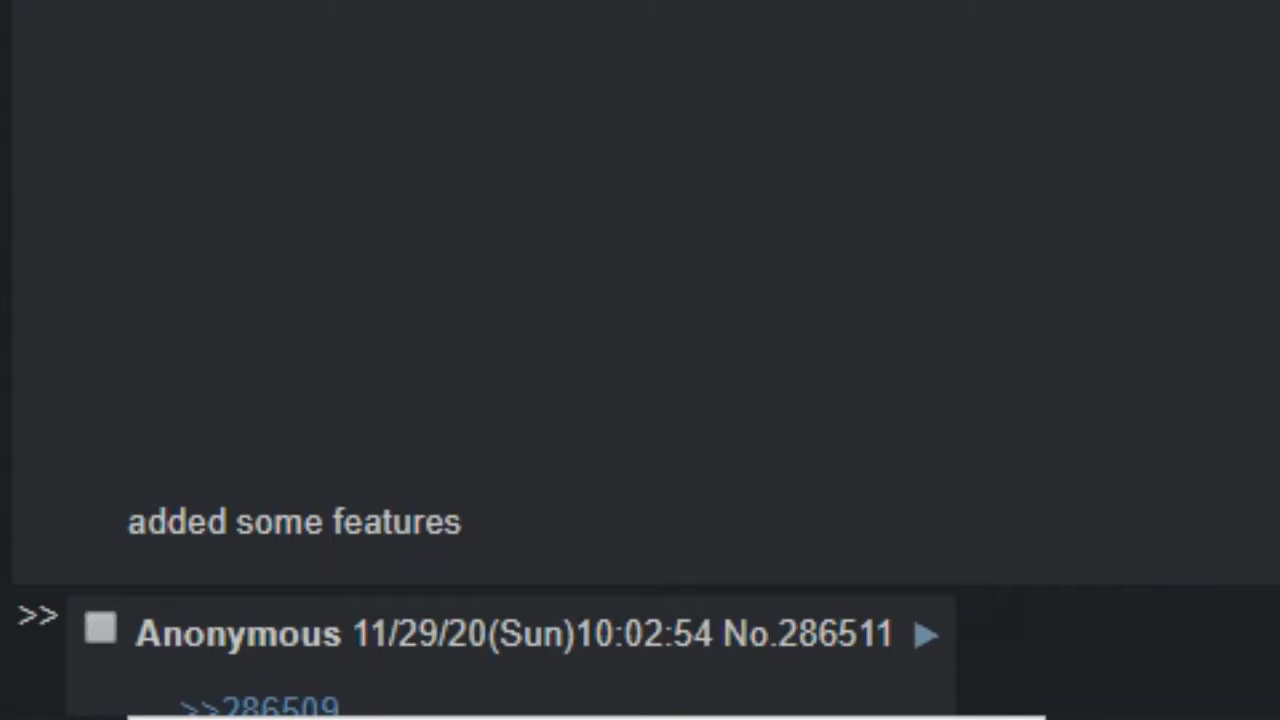 added some features
>> Anonymous 11/29/20(Sun)10:02:54 No.286511 ▶
>>286509